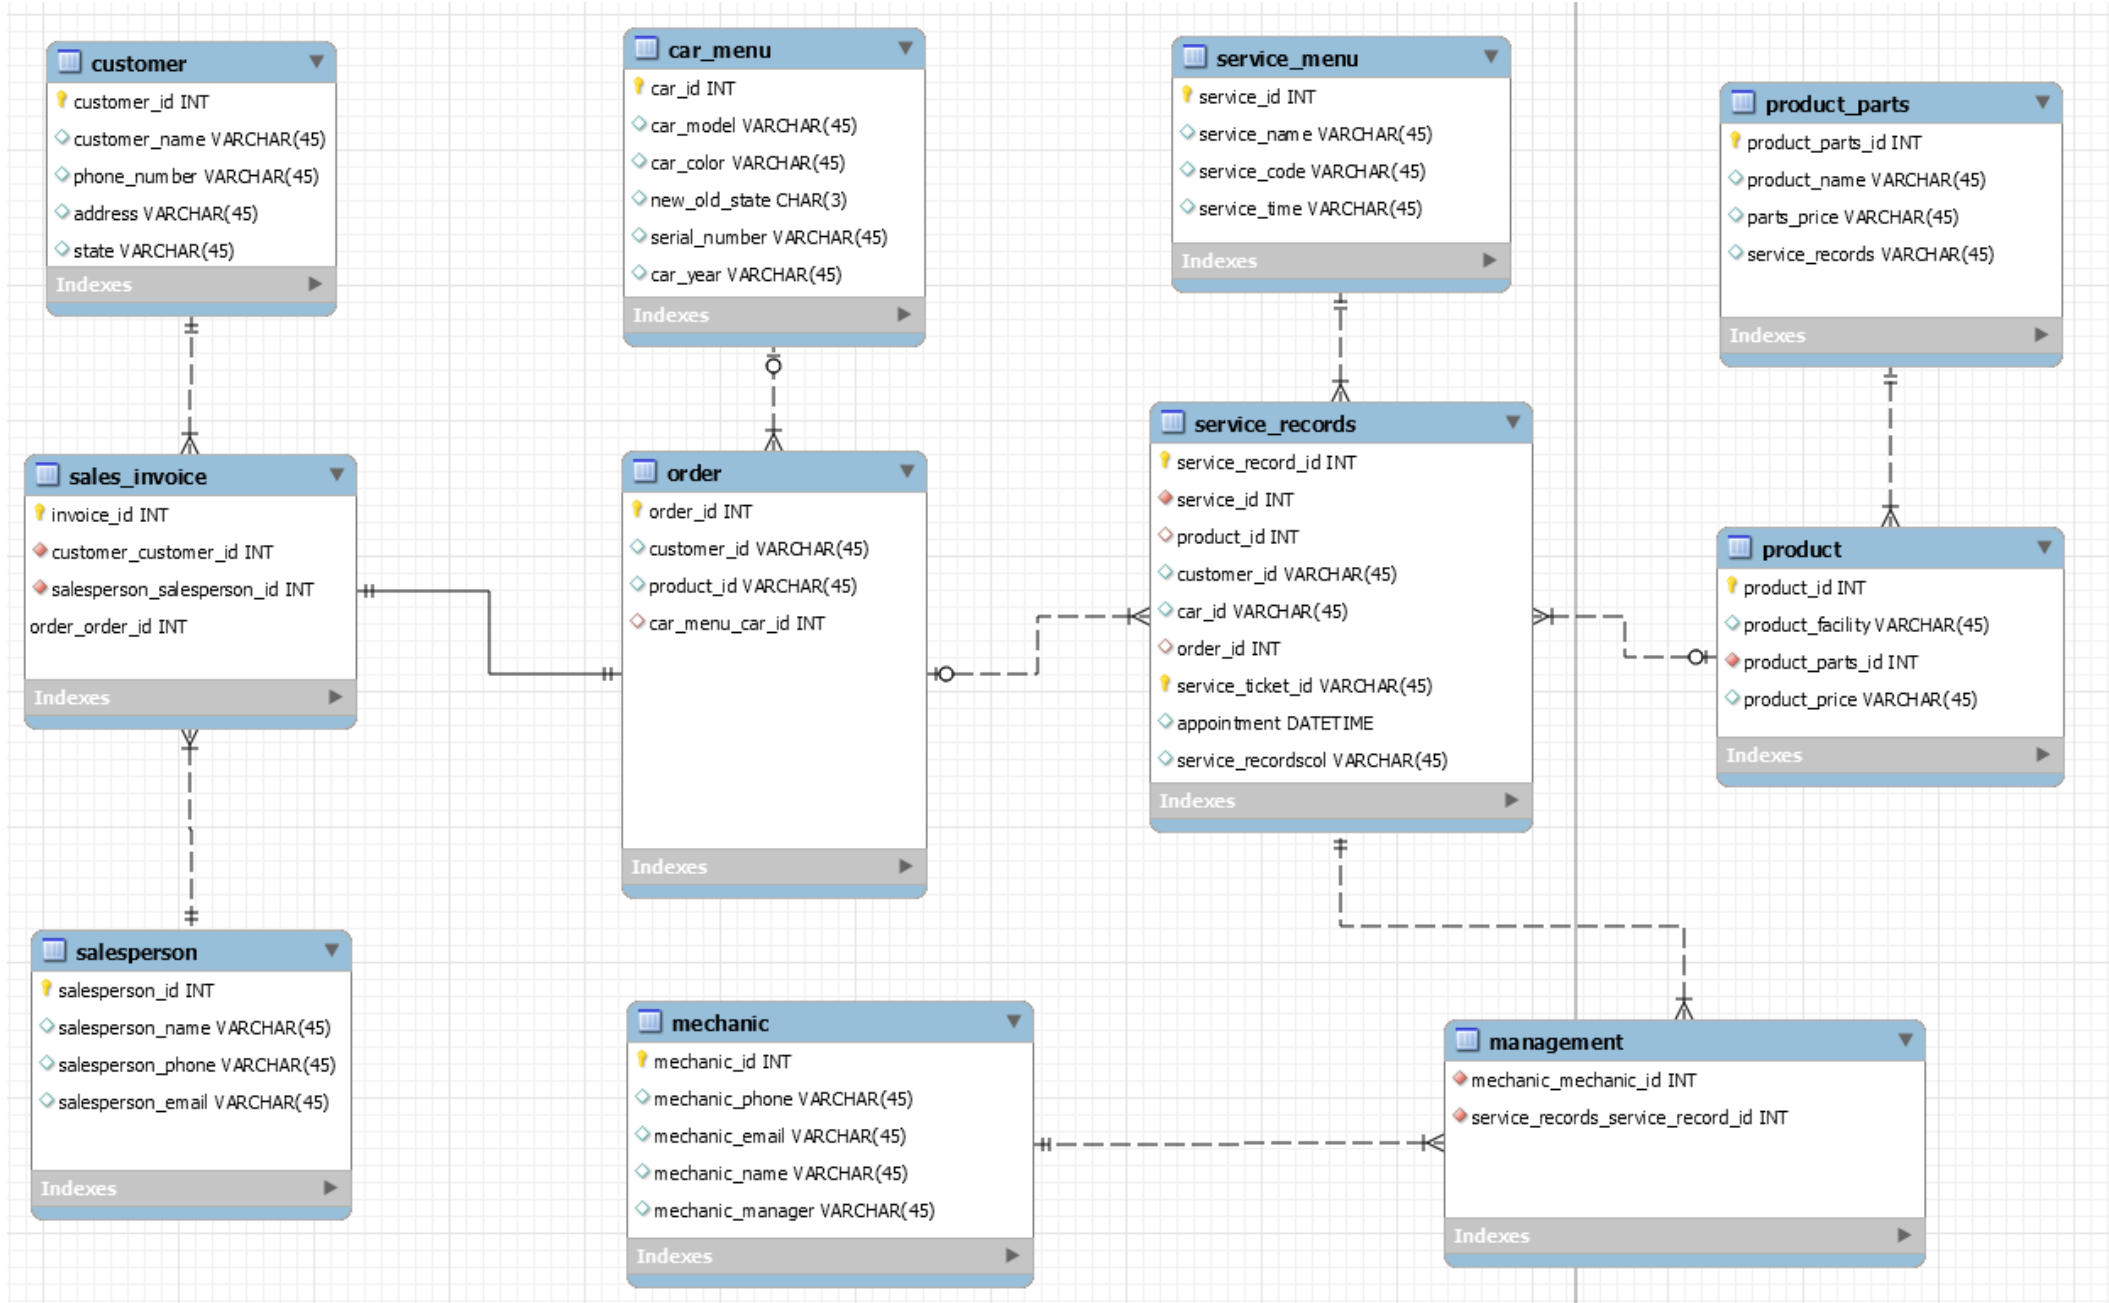 customer
customer_id INT
customer_name VARCHAR(45)
phone_number VARCHAR(45)
address VARCHAR(45)
state VARCHAR(45)
Indexes
car_menu
car_id INT
car_model VARCHAR(45)
car_color VARCHAR(45)
new_old_state CHAR(3)
serial_number VARCHAR(45)
car_year VARCHAR(45)
Indexes
service_menu
service_id INT
service_name VARCHAR(45)
service_code VARCHAR(45)
service_time VARCHAR(45)
Indexes
product_parts
product_parts_id INT
product_name VARCHAR(45)
parts_price VARCHAR(45)
service_records VARCHAR(45)
Indexes
sales_invoice
invoice_id INT
customer_customer_id INT
salesperson_salesperson_id INT
order_order_id INT
Indexes
order
order_id INT
customer_id VARCHAR(45)
product_id VARCHAR(45)
car_menu_car_id INT
Indexes
service_records
service_record_id INT
service_id INT
product_id INT
customer_id VARCHAR(45)
car_id VARCHAR(45)
order_id INT
service_ticket_id VARCHAR(45)
appointment DATETIME
service_recordscol VARCHAR(45)
Indexes
product
product_id INT
product_facility VARCHAR(45)
product_parts_id INT
product_price VARCHAR(45)
Indexes
salesperson
salesperson_id INT
salesperson_name VARCHAR(45)
salesperson_phone VARCHAR(45)
salesperson_email VARCHAR(45)
Indexes
mechanic
mechanic_id INT
mechanic_phone VARCHAR(45)
mechanic_email VARCHAR(45)
mechanic_name VARCHAR(45)
mechanic_manager VARCHAR(45)
Indexes
management
mechanic_mechanic_id INT
service_records_service_record_id INT
Indexes